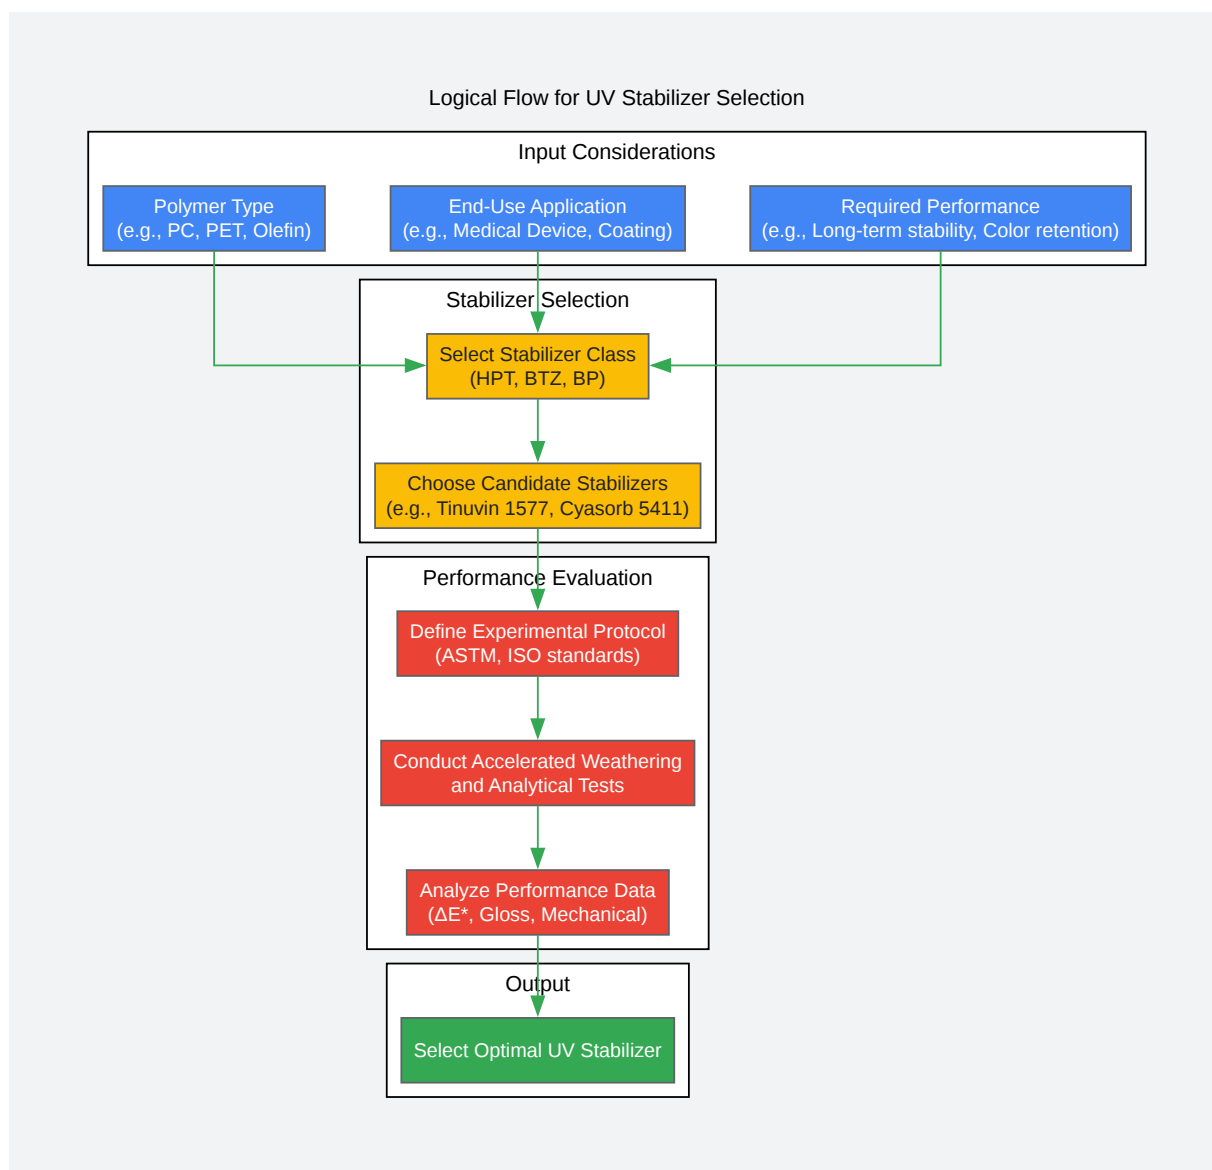 Logical Flow for UV Stabilizer Selection
Input Considerations
Polymer Type
(e.g., PC, PET, Olefin)
End-Use Application
(e.g., Medical Device, Coating)
Required Performance
(e.g., Long-term stability, Color retention)
Stabilizer Selection
Select Stabilizer Class
(HPT, BTZ, BP)
Choose Candidate Stabilizers
(e.g., Tinuvin 1577, Cyasorb 5411)
Performance Evaluation
Define Experimental Protocol
(ASTM, ISO standards)
Conduct Accelerated Weathering
and Analytical Tests
Analyze Performance Data
(ΔE*, Gloss, Mechanical)
Output
Select Optimal UV Stabilizer